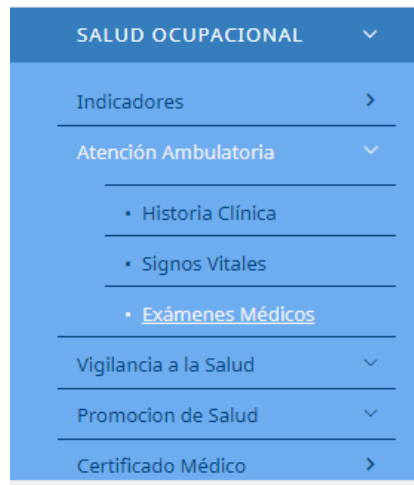 SALUD OCUPACIONAL
Indicadores
Atención Ambulatoria
• Historia Clínica
• Signos Vitales
• Exámenes Médicos
Vigilancia a la Salud
Promocion de Salud
Certificado Médico